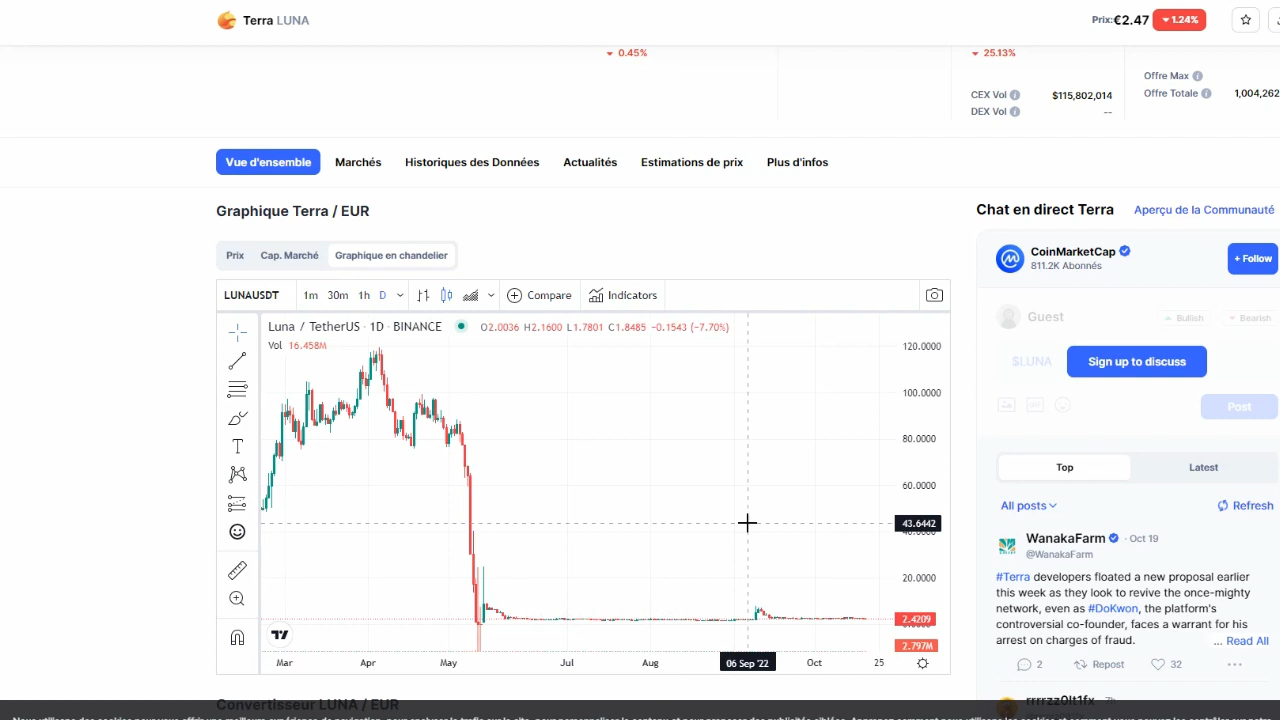 Terra LUNA
Prix:€2.47 1.24%
0.45%
25.13%
Offre Max
CEX Vol $115,802,014
Offre Totale 1,004,262
DEX Vol --
Vue d'ensemble Marchés Historiques des Données Actualités Estimations de prix Plus d'infos
Graphique Terra / EUR
Prix Cap. Marché Graphique en chandelier
LUNAUSDT 1m 30m 1h D Compare Indicators
Luna / TetherUS · 1D · BINANCE O2.0036 H2.1600 L1.7801 C1.8485 -0.1543 (-7.70%)
Vol 16.458M
120.0000
100.0000
80.0000
60.0000
43.6442
40.0000
20.0000
2.4209
2.797M
Mar Apr May Jul Aug 06 Sep '22 Oct 25
Convertisseur LUNA / EUR
Chat en direct Terra Aperçu de la Communauté
CoinMarketCap
811.2K Abonnés
+ Follow
Guest Bullish Bearish
$LUNA Sign up to discuss
Post
Top Latest
All posts Refresh
WanakaFarm · Oct 19
@WanakaFarm
#Terra developers floated a new proposal earlier
this week as they look to revive the once-mighty
network, even as #DoKwon, the platform's
controversial co-founder, faces a warrant for his
arrest on charges of fraud. ... Read All
2 Repost 32
rrrrzz0lt1fx 7h